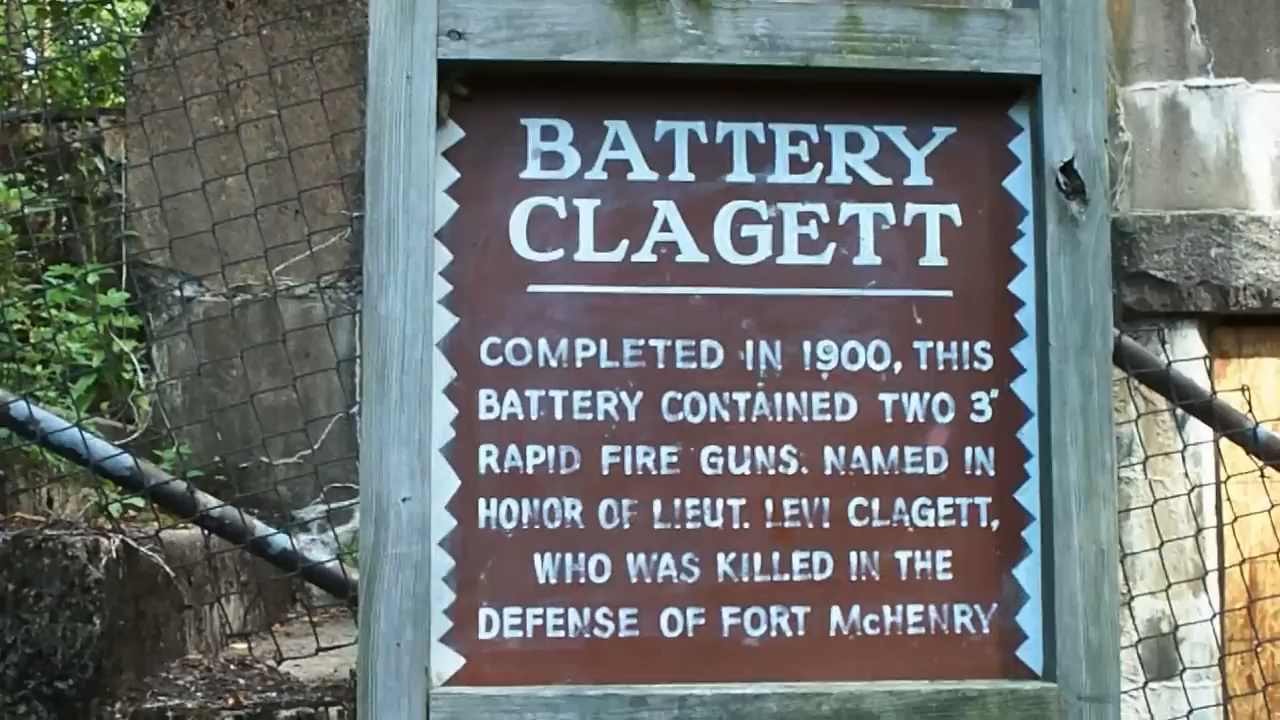 BATTERY
CLAGETT
COMPLETED IN 1900, THIS
BATTERY CONTAINED TWO 3"
RAPID FIRE GUNS. NAMED IN
HONOR OF LIEUT. LEVI CLAGETT,
WHO WAS KILLED IN THE
DEFENSE OF FORT McHENRY